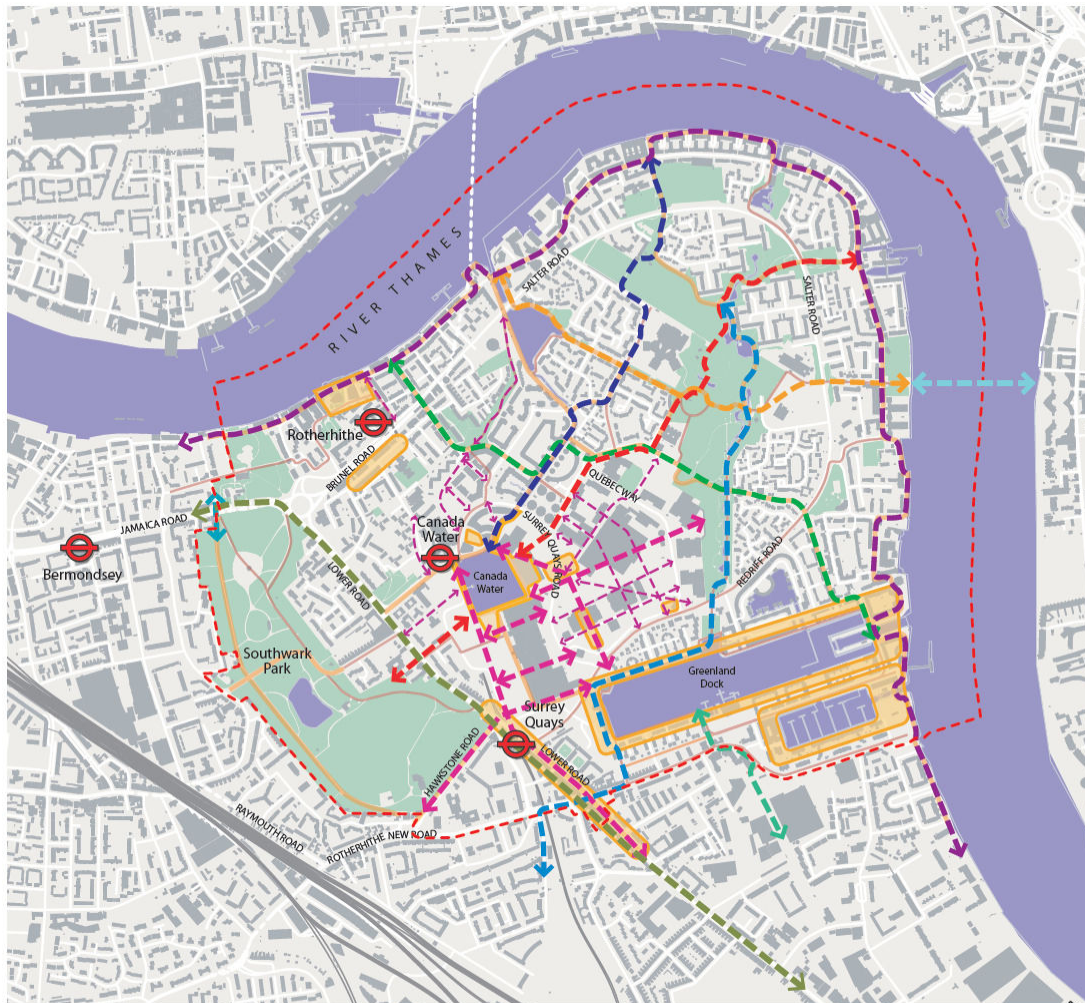 RIVER THAMES
SALTER ROAD
SALTER ROAD
Rotherhithe
BRUNEL ROAD
QUEBEC WAY
JAMAICA ROAD
Canada
Water
SURREY QUAYS ROAD
Bermondsey
LOWER ROAD
Canada
Water
REDRIFF ROAD
Southwark
Park
Greenland
Dock
Surrey
Quays
HAWKSTONE ROAD
LOWER ROAD
RAYMOUTH ROAD
ROTHERHITHE NEW ROAD